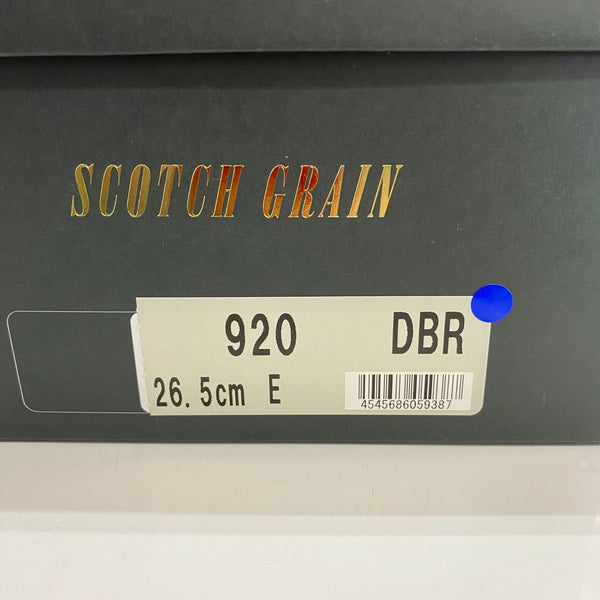 SCOTCH GRAIN
920 DBR
26.5cm E
4545686059387